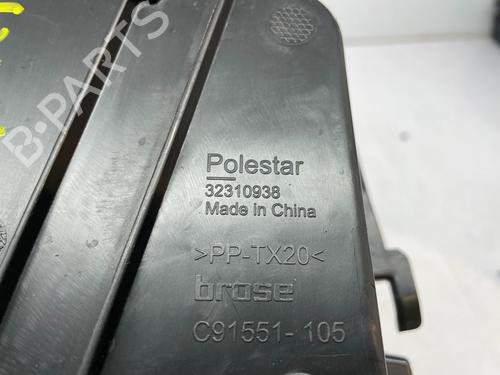 B-PARTS
Polestar
32310938
Made in China
>PP-TX20<
brose
C91551-105